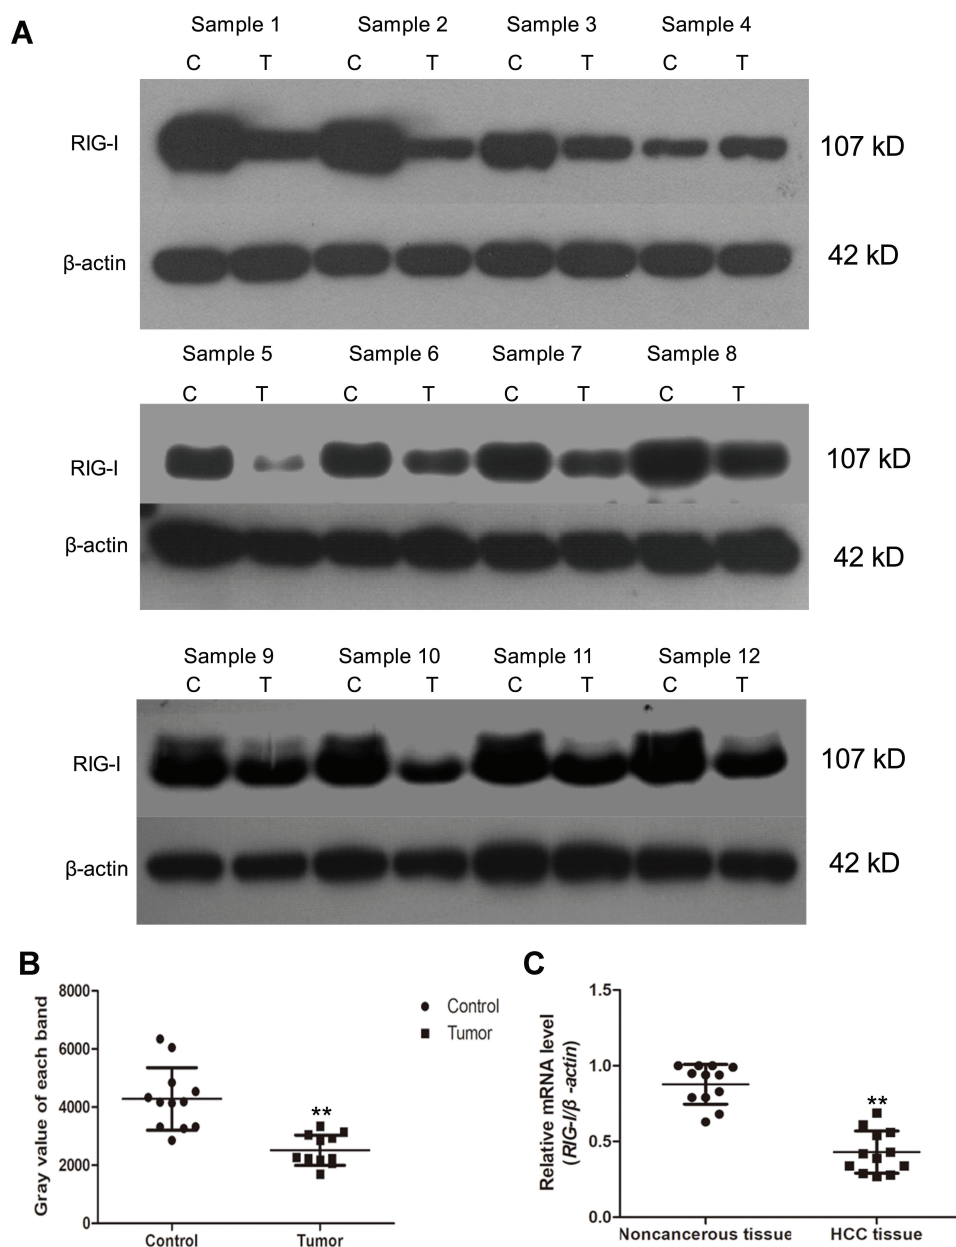 A
Sample 1 Sample 2 Sample 3 Sample 4
C T C T C T C T
RIG-I 107 kD
β-actin 42 kD
Sample 5 Sample 6 Sample 7 Sample 8
C T C T C T C T
RIG-I 107 kD
β-actin 42 kD
Sample 9 Sample 10 Sample 11 Sample 12
C T C T C T C T
RIG-I 107 kD
β-actin 42 kD
B
Gray value of each band
8000
6000
4000
2000
0
**
Control
Tumor
Control Tumor
C
Relative mRNA level
(RIG-I/β -actin)
1.5
1.0
0.5
0.0
**
Noncancerous tissue HCC tissue